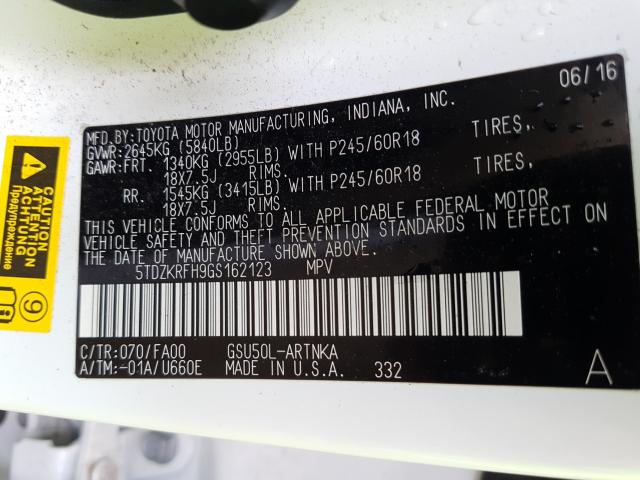 06/16
MFD.BY:TOYOTA MOTOR MANUFACTURING, INDIANA, INC.
GVWR:2645KG (5840LB)
GAWR:FRT. 1340KG (2955LB) WITH P245/60R18 TIRES,
18X7.5J RIMS.
RR. 1545KG (3415LB) WITH P245/60R18 TIRES,
18X7.5J RIMS.
THIS VEHICLE CONFORMS TO ALL APPLICABLE FEDERAL MOTOR
VEHICLE SAFETY AND THEFT PREVENTION STANDARDS IN EFFECT ON
THE DATE OF MANUFACTURE SHOWN ABOVE.
5TDZKRFH9GS162123 MPV
C/TR:070/FA00 GSU50L-ARTNKA
A/TM:-01A/U660E MADE IN U.S.A. 332 A
CAUTION
ATTENTION
ACHTUNG
Предупреждение
9